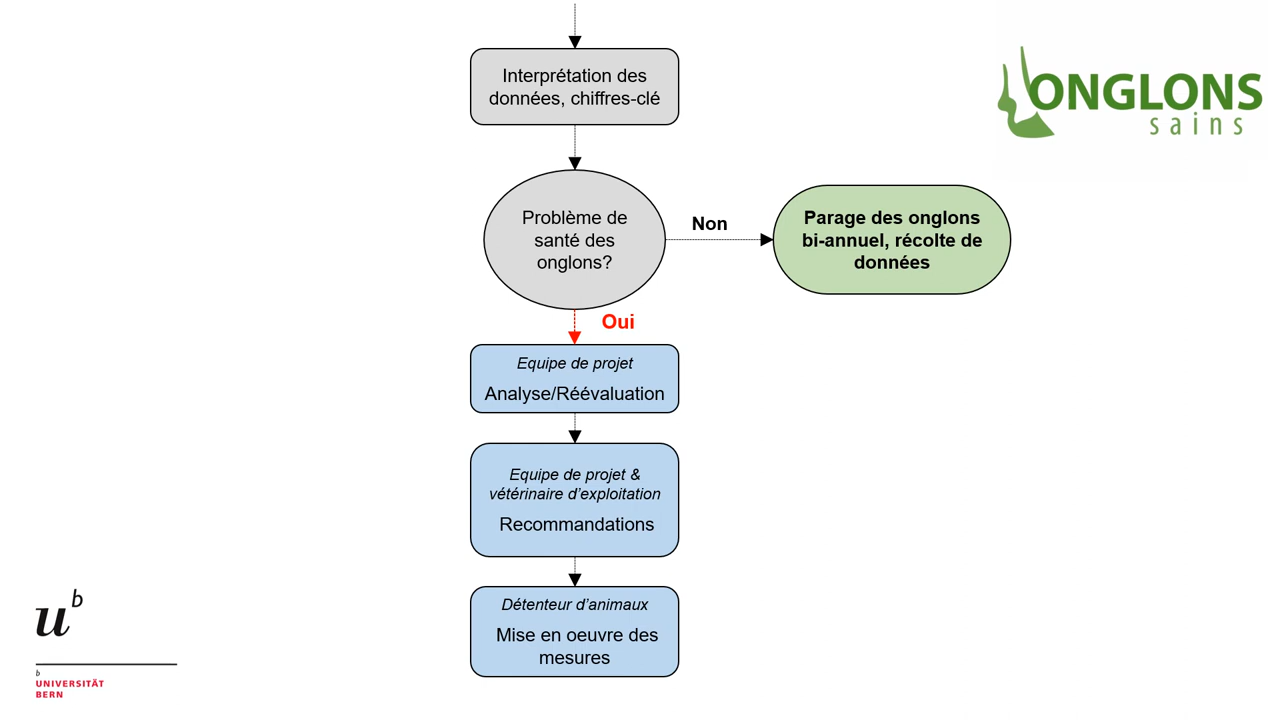 Interprétation des
données, chiffres-clé
ONGLONS
sains
Problème de
santé des
onglons?
Non
Parage des onglons
bi-annuel, récolte de
données
Oui
Equipe de projet
Analyse/Réévaluation
Equipe de projet &
vétérinaire d'exploitation
Recommandations
Détenteur d'animaux
Mise en oeuvre des
mesures
u b
b
UNIVERSITÄT
BERN